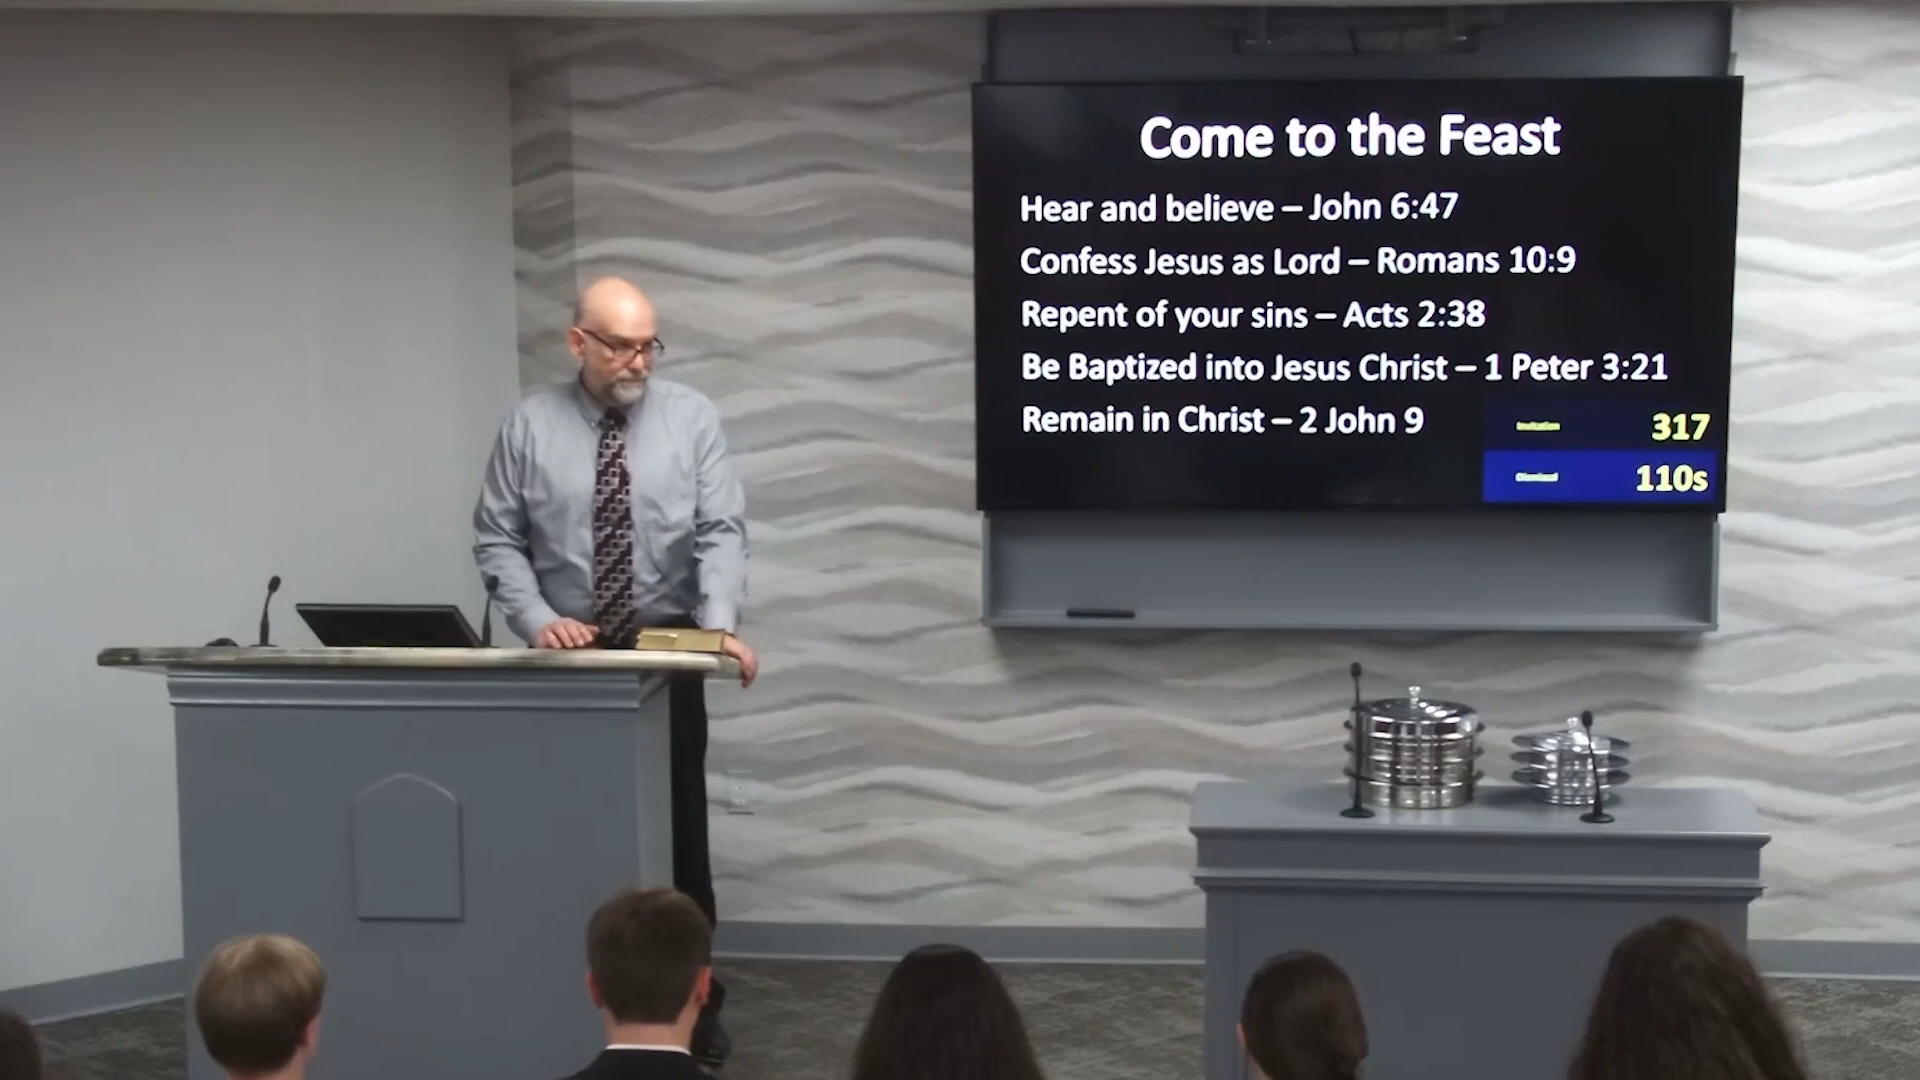 Come to the Feast
Hear and believe – John 6:47
Confess Jesus as Lord – Romans 10:9
Repent of your sins – Acts 2:38
Be Baptized into Jesus Christ – 1 Peter 3:21
Remain in Christ – 2 John 9
Invitation 317
Dismissal 110s